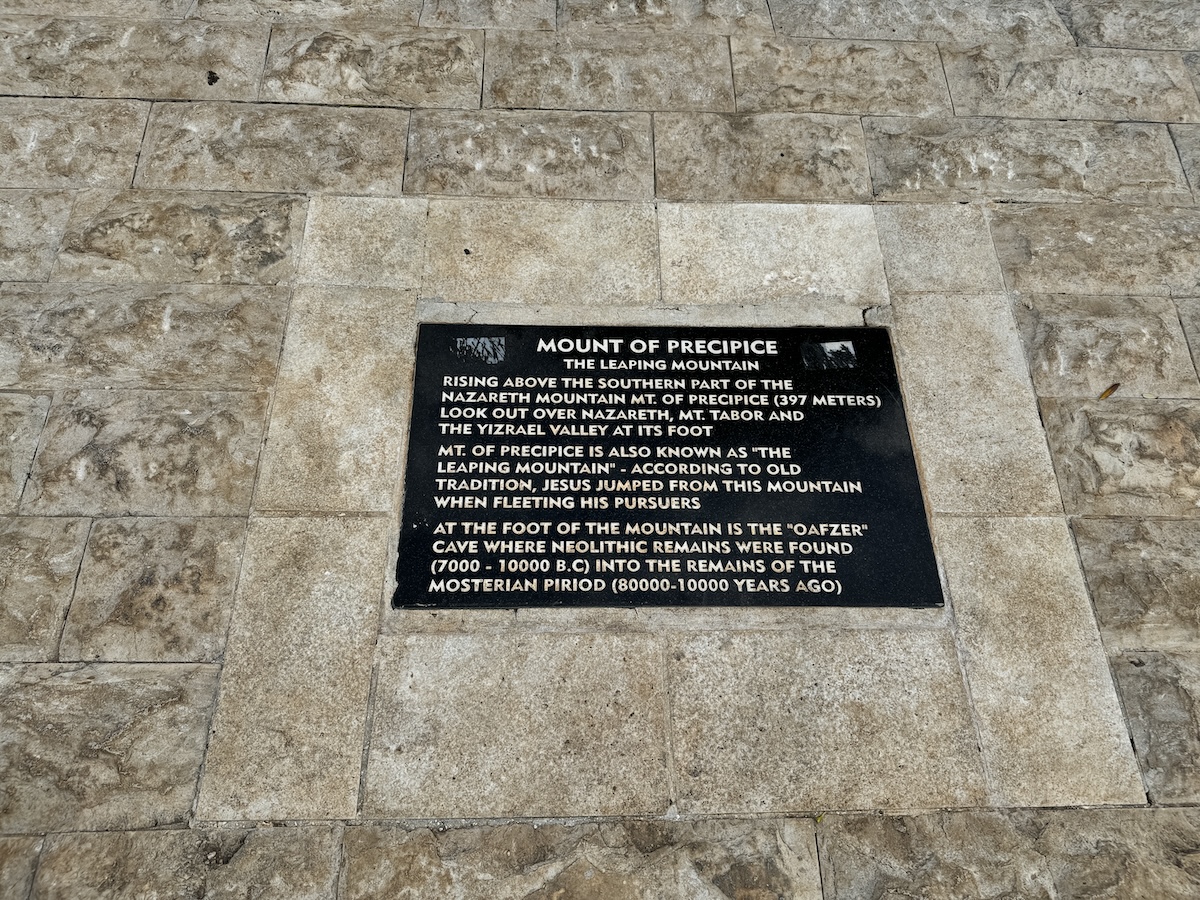 MOUNT OF PRECIPICE
THE LEAPING MOUNTAIN
RISING ABOVE THE SOUTHERN PART OF THE
NAZARETH MOUNTAIN MT. OF PRECIPICE (397 METERS)
LOOK OUT OVER NAZARETH, MT. TABOR AND
THE YIZRAEL VALLEY AT ITS FOOT
MT. OF PRECIPICE IS ALSO KNOWN AS "THE
LEAPING MOUNTAIN" - ACCORDING TO OLD
TRADITION, JESUS JUMPED FROM THIS MOUNTAIN
WHEN FLEETING HIS PURSUERS
AT THE FOOT OF THE MOUNTAIN IS THE "OAFZER"
CAVE WHERE NEOLITHIC REMAINS WERE FOUND
(7000 - 10000 B.C) INTO THE REMAINS OF THE
MOSTERIAN PIRIOD (80000-10000 YEARS AGO)